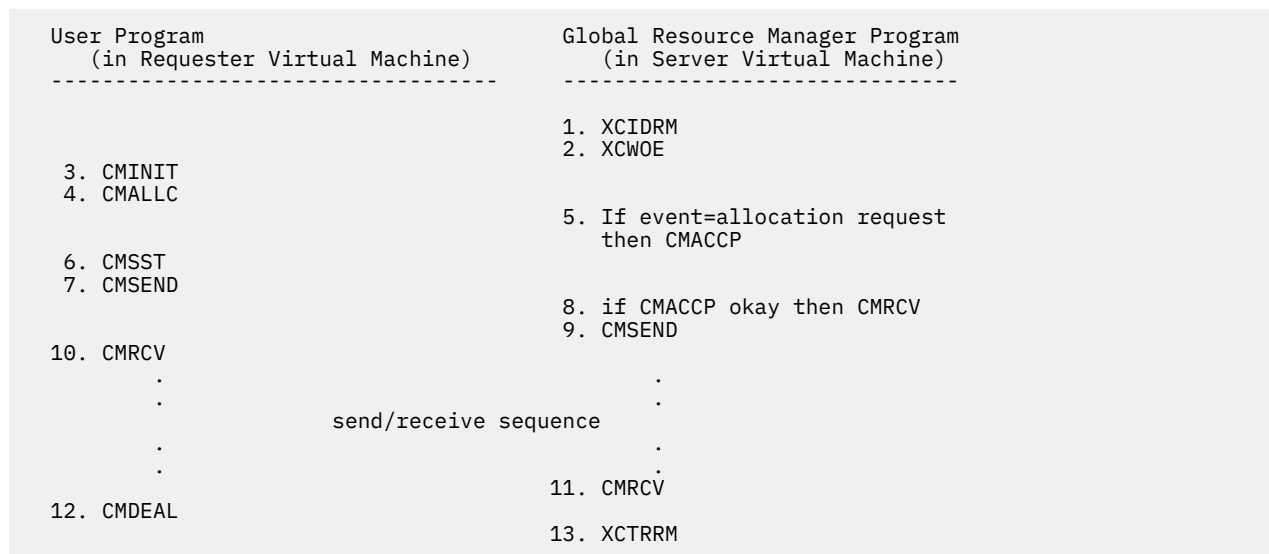 User Program                            Global Resource Manager Program
   (in Requester Virtual Machine)          (in Server Virtual Machine)
-----------------------------------     -------------------------------
                                        1. XCIDRM
                                        2. XCWOE
 3. CMINIT
 4. CMALLC
                                        5. If event=allocation request
                                           then CMACCP
 6. CMSST
 7. CMSEND
                                        8. if CMACCP okay then CMRCV
                                        9. CMSEND
10. CMRCV
        .                                      .
        .                                      .
                      send/receive sequence
        .                                      .
        .                                      .
                                       11. CMRCV
12. CMDEAL
                                       13. XCTRRM